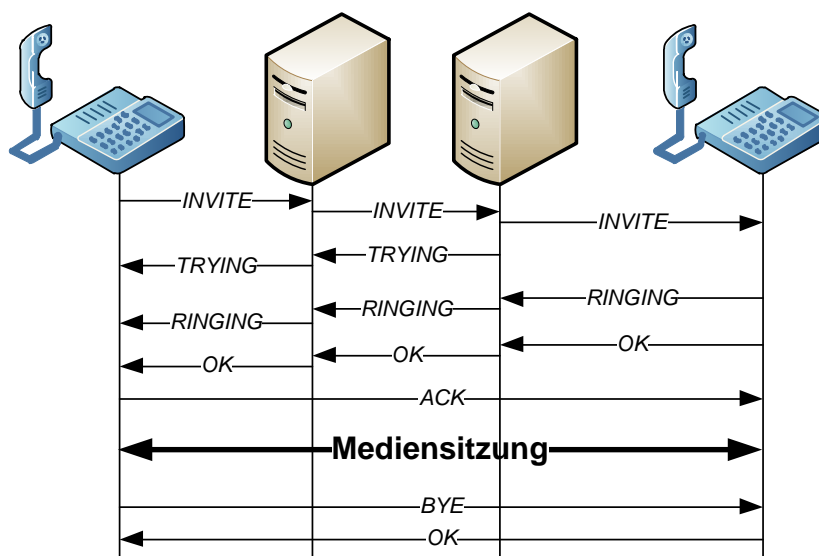 INVITE
INVITE
INVITE
TRYING
TRYING
RINGING
RINGING
RINGING
OK
OK
OK
ACK
Mediensitzung
BYE
OK